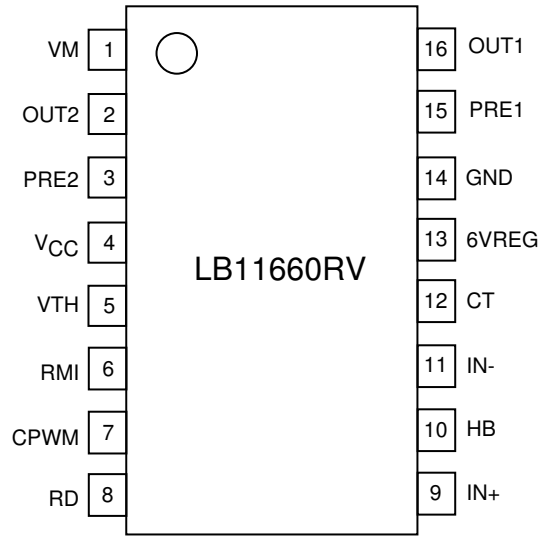 VM 1
16 OUT1
OUT2 2
15 PRE1
PRE2 3
14 GND
VCC 4
13 6VREG
LB11660RV
VTH 5
12 CT
RMI 6
11 IN-
CPWM 7
10 HB
RD 8
9 IN+